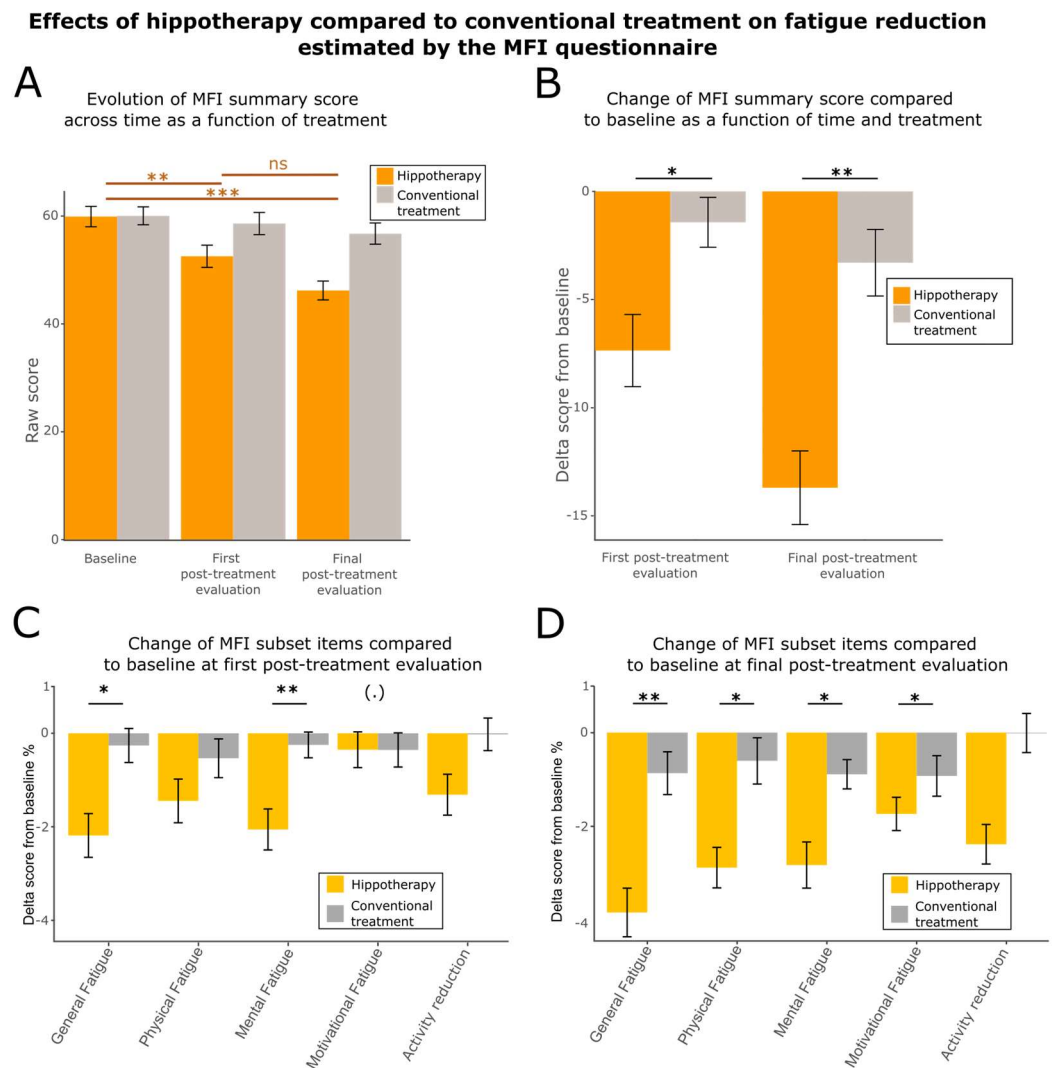 Effects of hippotherapy compared to conventional treatment on fatigue reduction
estimated by the MFI questionnaire
A
Evolution of MFI summary score
across time as a function of treatment
ns
**
***
Hippotherapy
Conventional
treatment
60
40
20
0
Raw score
Baseline
First
post-treatment
evaluation
Final
post-treatment
evaluation
B
Change of MFI summary score compared
to baseline as a function of time and treatment
*
**
0
-5
-10
-15
Delta score from baseline
Hippotherapy
Conventional
treatment
First post-treatment
evaluation
Final post-treatment
evaluation
C
Change of MFI subset items compared
to baseline at first post-treatment evaluation
1
0
-2
-4
Delta score from baseline %
*
**
(.)
Hippotherapy
Conventional
treatment
General Fatigue
Physical Fatigue
Mental Fatigue
Motivational Fatigue
Activity reduction
D
Change of MFI subset items compared
to baseline at final post-treatment evaluation
1
0
-2
-4
Delta score from baseline %
**
*
*
*
Hippotherapy
Conventional
treatment
General Fatigue
Physical Fatigue
Mental Fatigue
Motivational Fatigue
Activity reduction